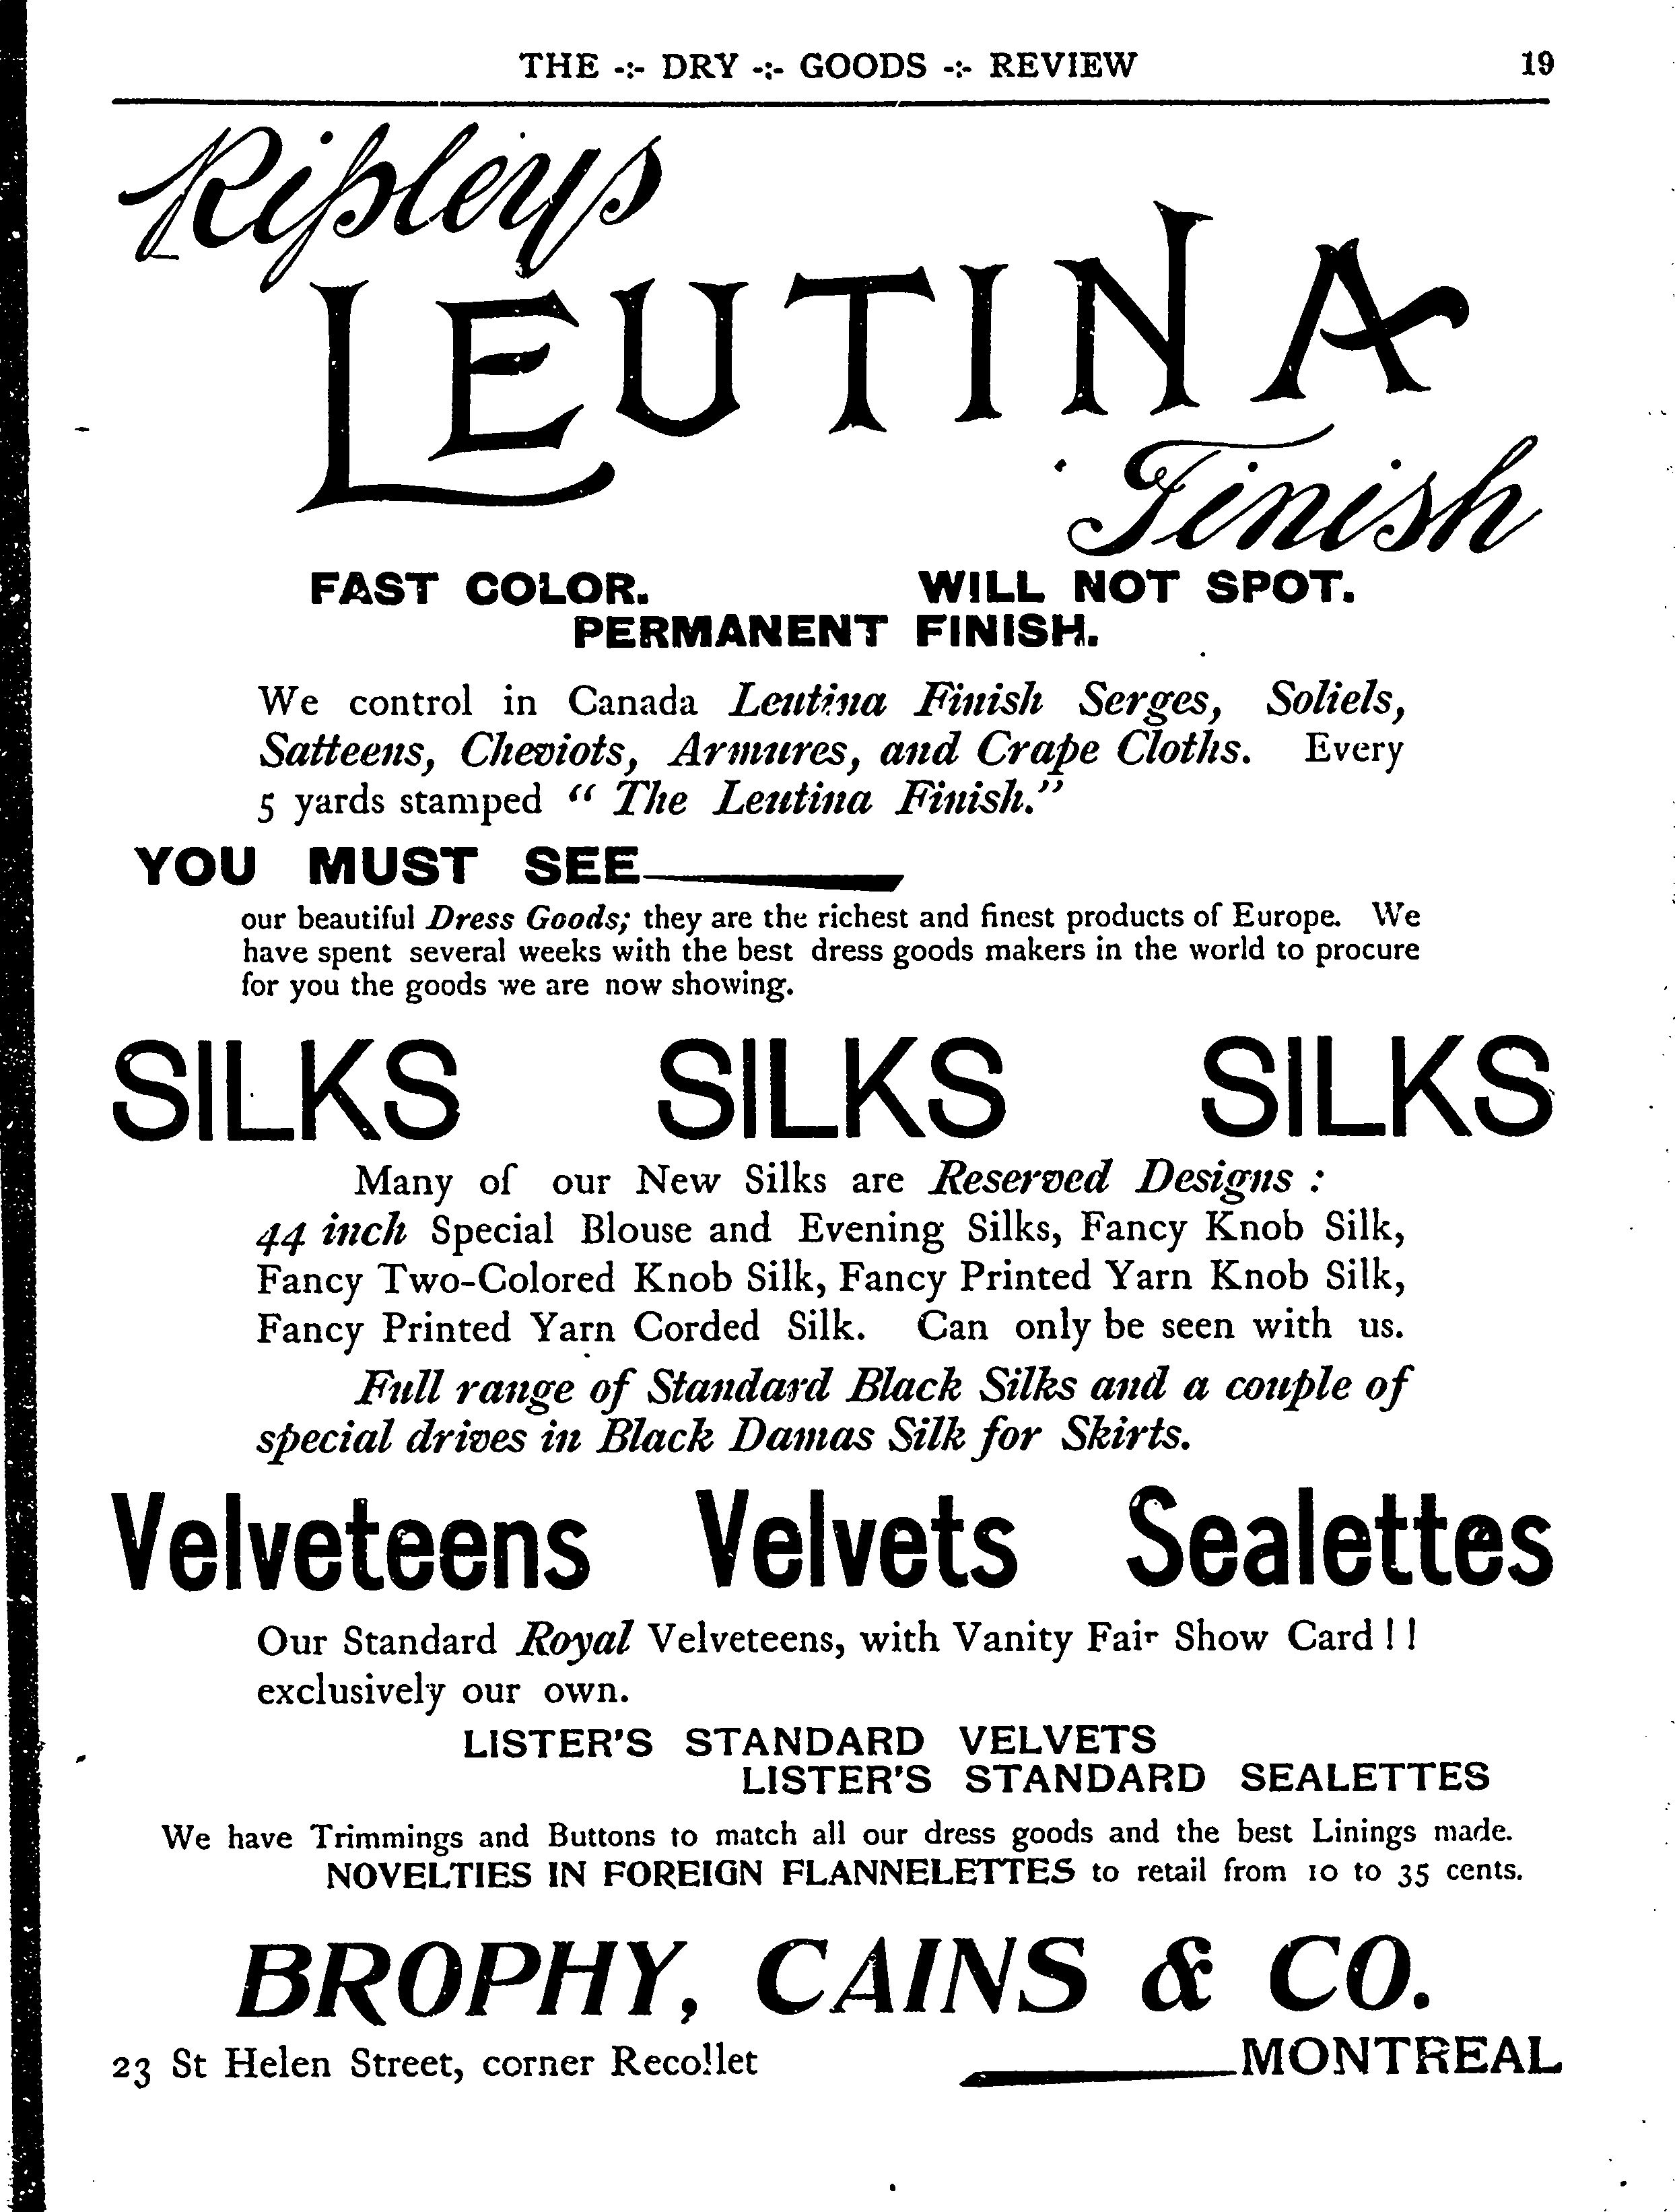 THE -:- DRY -:- GOODS -:- REVIEW 19
Ripleys
LEUTINA
Finish
FAST COLOR. WILL NOT SPOT.
PERMANENT FINISH.
We control in Canada Leutina Finish Serges, Soliels,
Satteens, Cheviots, Armures, and Crape Cloths. Every
5 yards stamped “ The Leutina Finish.”
YOU MUST SEE
our beautiful Dress Goods; they are the richest and finest products of Europe. We
have spent several weeks with the best dress goods makers in the world to procure
for you the goods we are now showing.
SILKS SILKS SILKS
Many of our New Silks are Reserved Designs :
44 inch Special Blouse and Evening Silks, Fancy Knob Silk,
Fancy Two-Colored Knob Silk, Fancy Printed Yarn Knob Silk,
Fancy Printed Yarn Corded Silk. Can only be seen with us.
Full range of Standard Black Silks and a couple of
special drives in Black Damas Silk for Skirts.
Velveteens Velvets Sealettes
Our Standard Royal Velveteens, with Vanity Fair Show Card ! !
exclusively our own.
LISTER'S STANDARD VELVETS
LISTER'S STANDARD SEALETTES
We have Trimmings and Buttons to match all our dress goods and the best Linings made.
NOVELTIES IN FOREIGN FLANNELETTES to retail from 10 to 35 cents.
BROPHY, CAINS & CO.
23 St Helen Street, corner Recollet MONTREAL